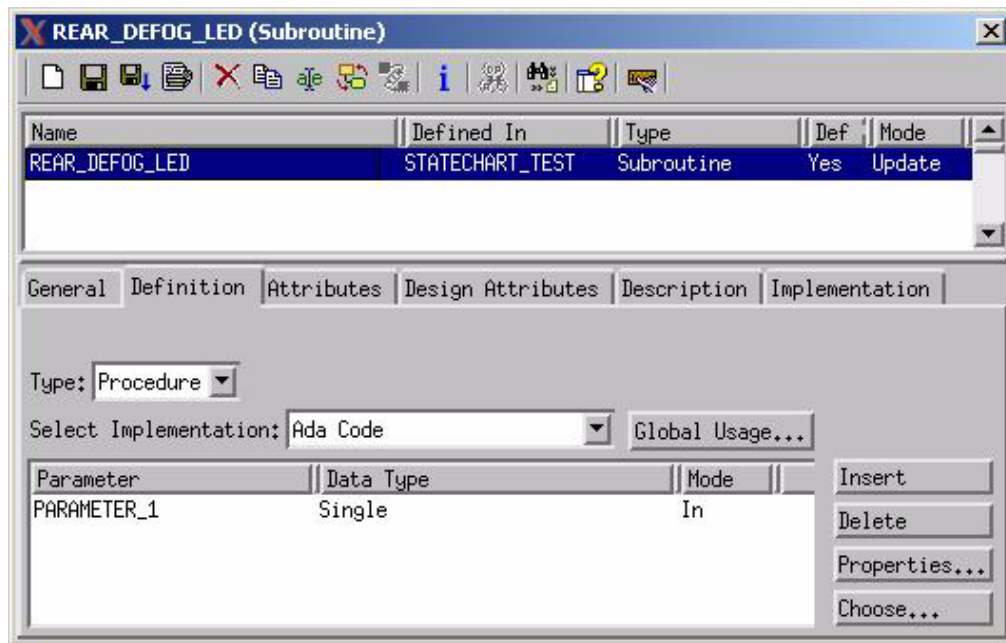 REAR_DEFOG_LED (Subroutine)
Name Defined In Type Def Mode
REAR_DEFOG_LED STATECHART_TEST Subroutine Yes Update
General Definition Attributes Design Attributes Description Implementation
Type: Procedure
Select Implementation: Ada Code Global Usage...
Parameter Data Type Mode Insert
PARAMETER_1 Single In
Delete
Properties...
Choose...